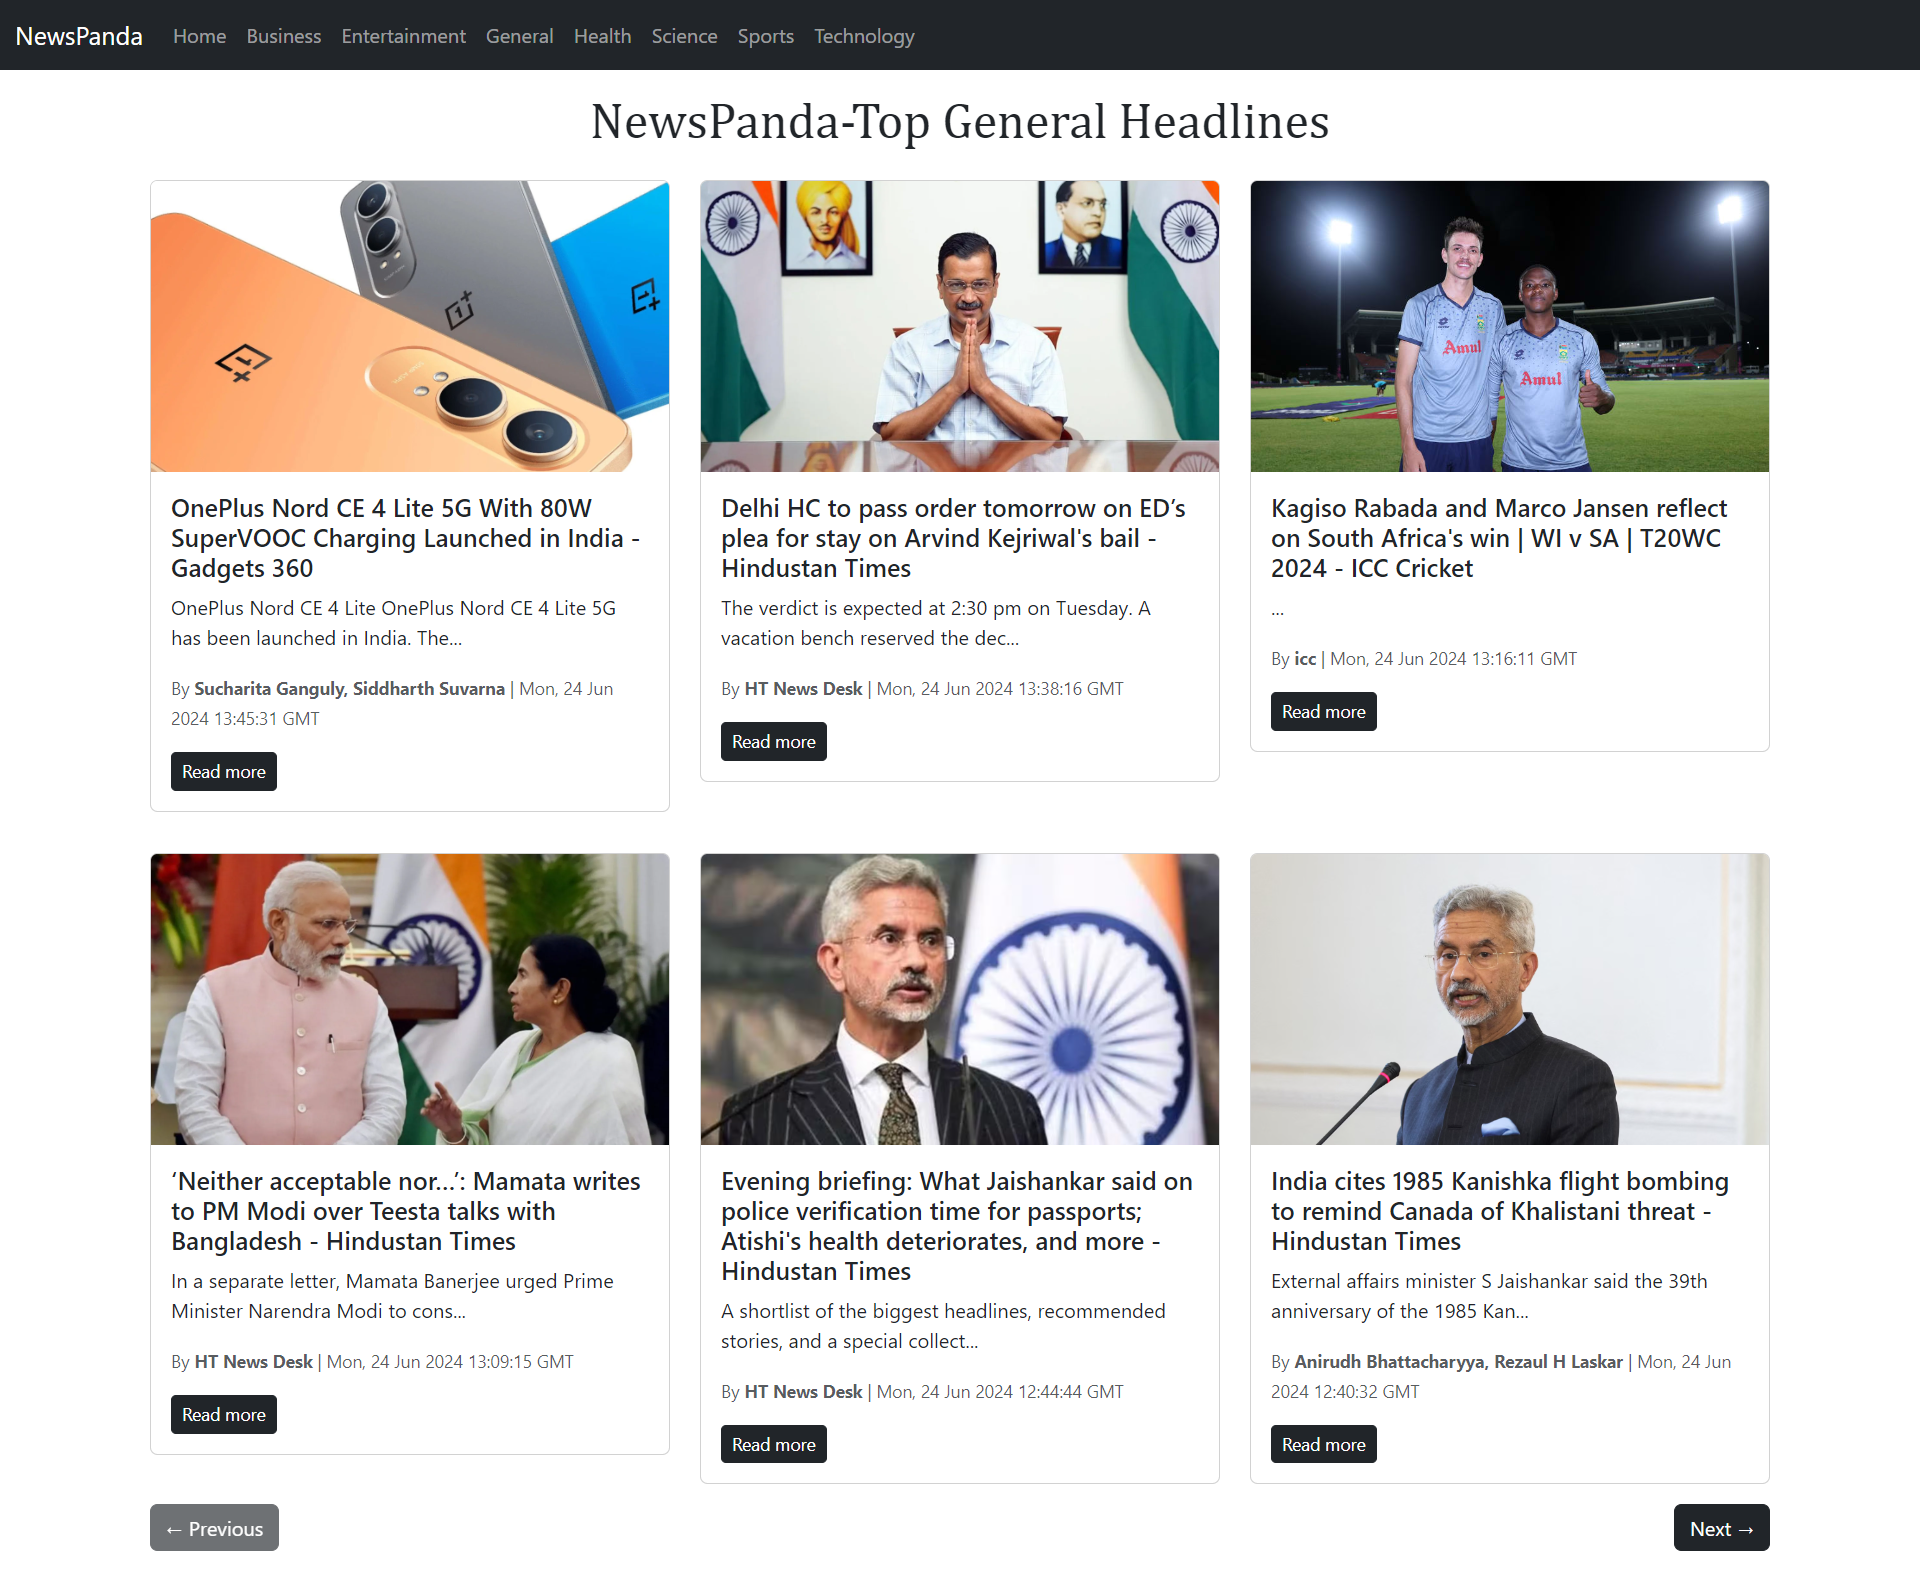 NewsPanda Home Business Entertainment General Health Science Sports Technology
NewsPanda-Top General Headlines
OnePlus Nord CE 4 Lite 5G With 80W
SuperVOOC Charging Launched in India -
Gadgets 360
OnePlus Nord CE 4 Lite OnePlus Nord CE 4 Lite 5G
has been launched in India. The...
By Sucharita Ganguly, Siddharth Suvarna | Mon, 24 Jun
2024 13:45:31 GMT
Read more
Delhi HC to pass order tomorrow on ED’s
plea for stay on Arvind Kejriwal's bail -
Hindustan Times
The verdict is expected at 2:30 pm on Tuesday. A
vacation bench reserved the dec...
By HT News Desk | Mon, 24 Jun 2024 13:38:16 GMT
Read more
Amul
Amul
Kagiso Rabada and Marco Jansen reflect
on South Africa's win | WI v SA | T20WC
2024 - ICC Cricket
...
By icc | Mon, 24 Jun 2024 13:16:11 GMT
Read more
‘Neither acceptable nor...’: Mamata writes
to PM Modi over Teesta talks with
Bangladesh - Hindustan Times
In a separate letter, Mamata Banerjee urged Prime
Minister Narendra Modi to cons...
By HT News Desk | Mon, 24 Jun 2024 13:09:15 GMT
Read more
Evening briefing: What Jaishankar said on
police verification time for passports;
Atishi's health deteriorates, and more -
Hindustan Times
A shortlist of the biggest headlines, recommended
stories, and a special collect...
By HT News Desk | Mon, 24 Jun 2024 12:44:44 GMT
Read more
India cites 1985 Kanishka flight bombing
to remind Canada of Khalistani threat -
Hindustan Times
External affairs minister S Jaishankar said the 39th
anniversary of the 1985 Kan...
By Anirudh Bhattacharyya, Rezaul H Laskar | Mon, 24 Jun
2024 12:40:32 GMT
Read more
← Previous
Next →